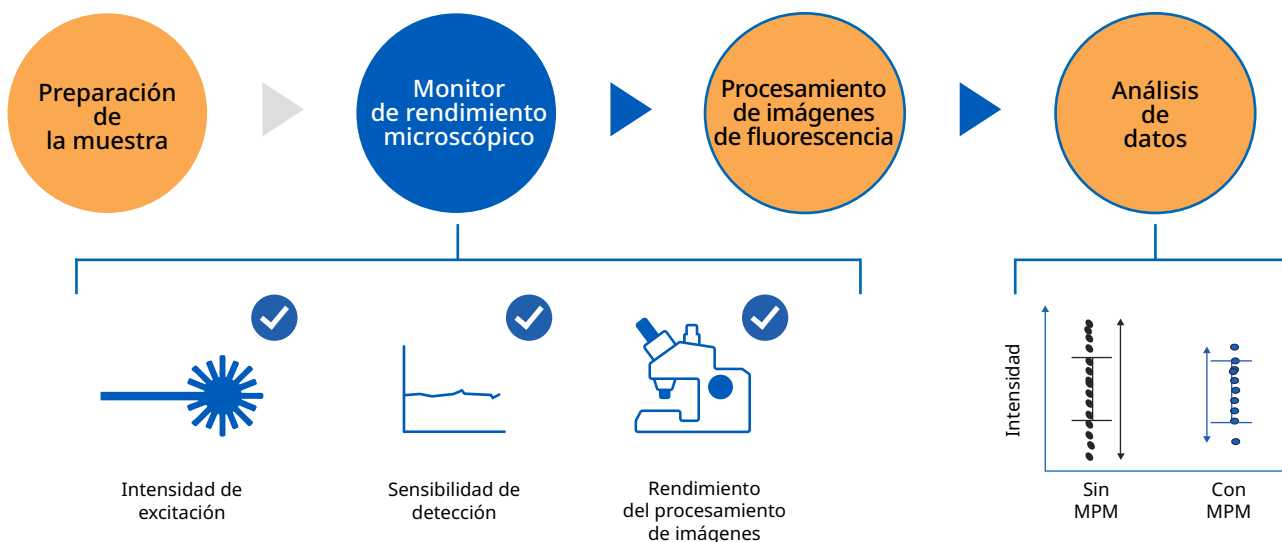 Preparación
de
la muestra
Monitor
de rendimiento
microscópico
Procesamiento
de imágenes
de fluorescencia
Análisis
de
datos
Intensidad de
excitación
Sensibilidad de
detección
Rendimiento
del procesamiento
de imágenes
Intensidad
Sin
MPM
Con
MPM